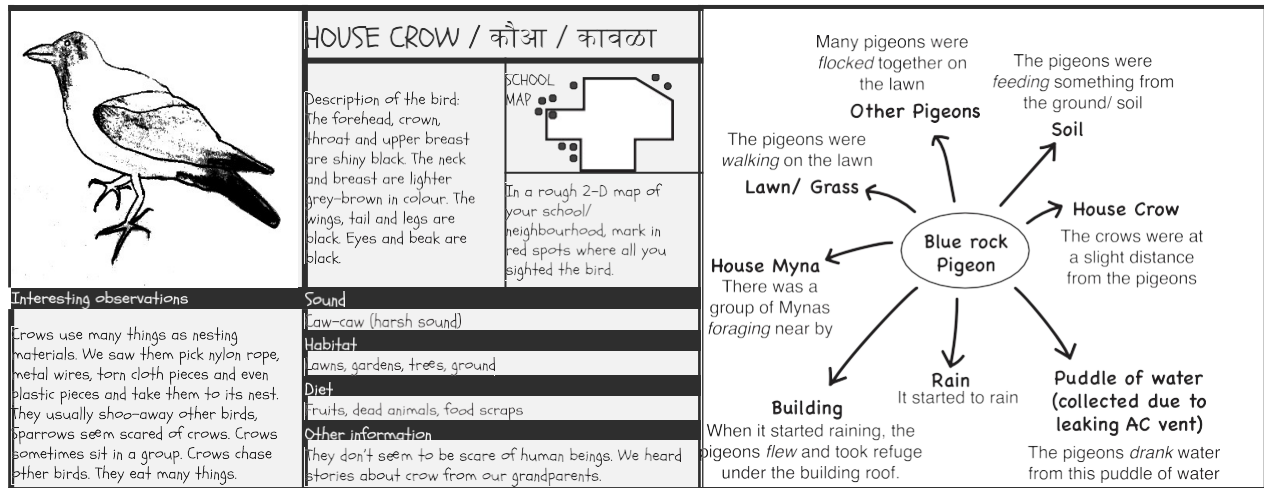 HOUSE CROW / कौआ / कावळा
Description of the bird:
The forehead, crown,
throat and upper breast
are shiny black. The neck
and breast are lighter
grey-brown in colour. The
wings, tail and legs are
black. Eyes and beak are
black.
SCHOOL
MAP
In a rough 2-D map of
your school/
neighbourhood, mark in
red spots where all you
sighted the bird.
Interesting observations
Crows use many things as nesting
materials. We saw them pick nylon rope,
metal wires, torn cloth pieces and even
plastic pieces and take them to its nest.
They usually shoo-away other birds,
Sparrows seem scared of crows. Crows
sometimes sit in a group. Crows chase
other birds. They eat many things.
Sound
Caw-caw (harsh sound)
Habitat
Lawns, gardens, trees, ground
Diet
Fruits, dead animals, food scraps
Other information
They don't seem to be scare of human beings. We heard
stories about crow from our grandparents.
Many pigeons were
flocked together on
the lawn
Other Pigeons
The pigeons were
feeding something from
the ground/ soil
Soil
The pigeons were
walking on the lawn
Lawn/ Grass
House Crow
The crows were at
a slight distance
from the pigeons
Blue rock
Pigeon
House Myna
There was a
group of Mynas
foraging near by
Building
When it started raining, the
pigeons flew and took refuge
under the building roof.
Rain
It started to rain
Puddle of water
(collected due to
leaking AC vent)
The pigeons drank water
from this puddle of water